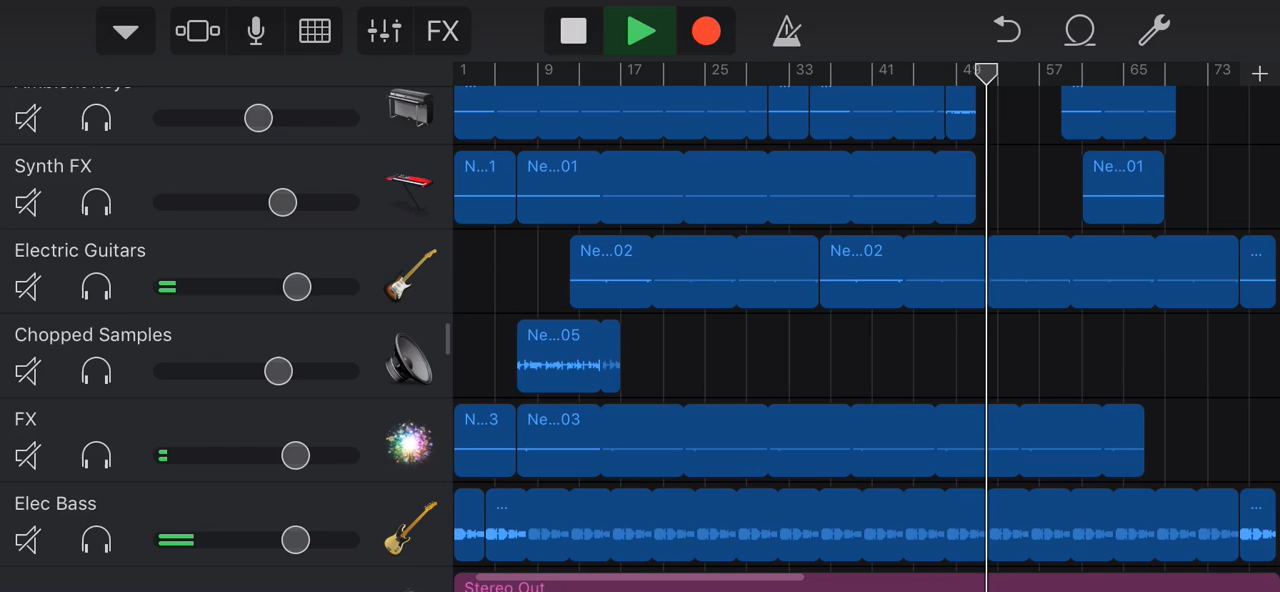 FX
1 9 17 25 33 41 49 57 65 73
... ... ... ...
Synth FX
N...1 Ne...01 Ne...01
Electric Guitars
Ne...02 Ne...02 ...
Chopped Samples
Ne...05
FX
N...3 Ne...03
Elec Bass
... ...
Stereo Out